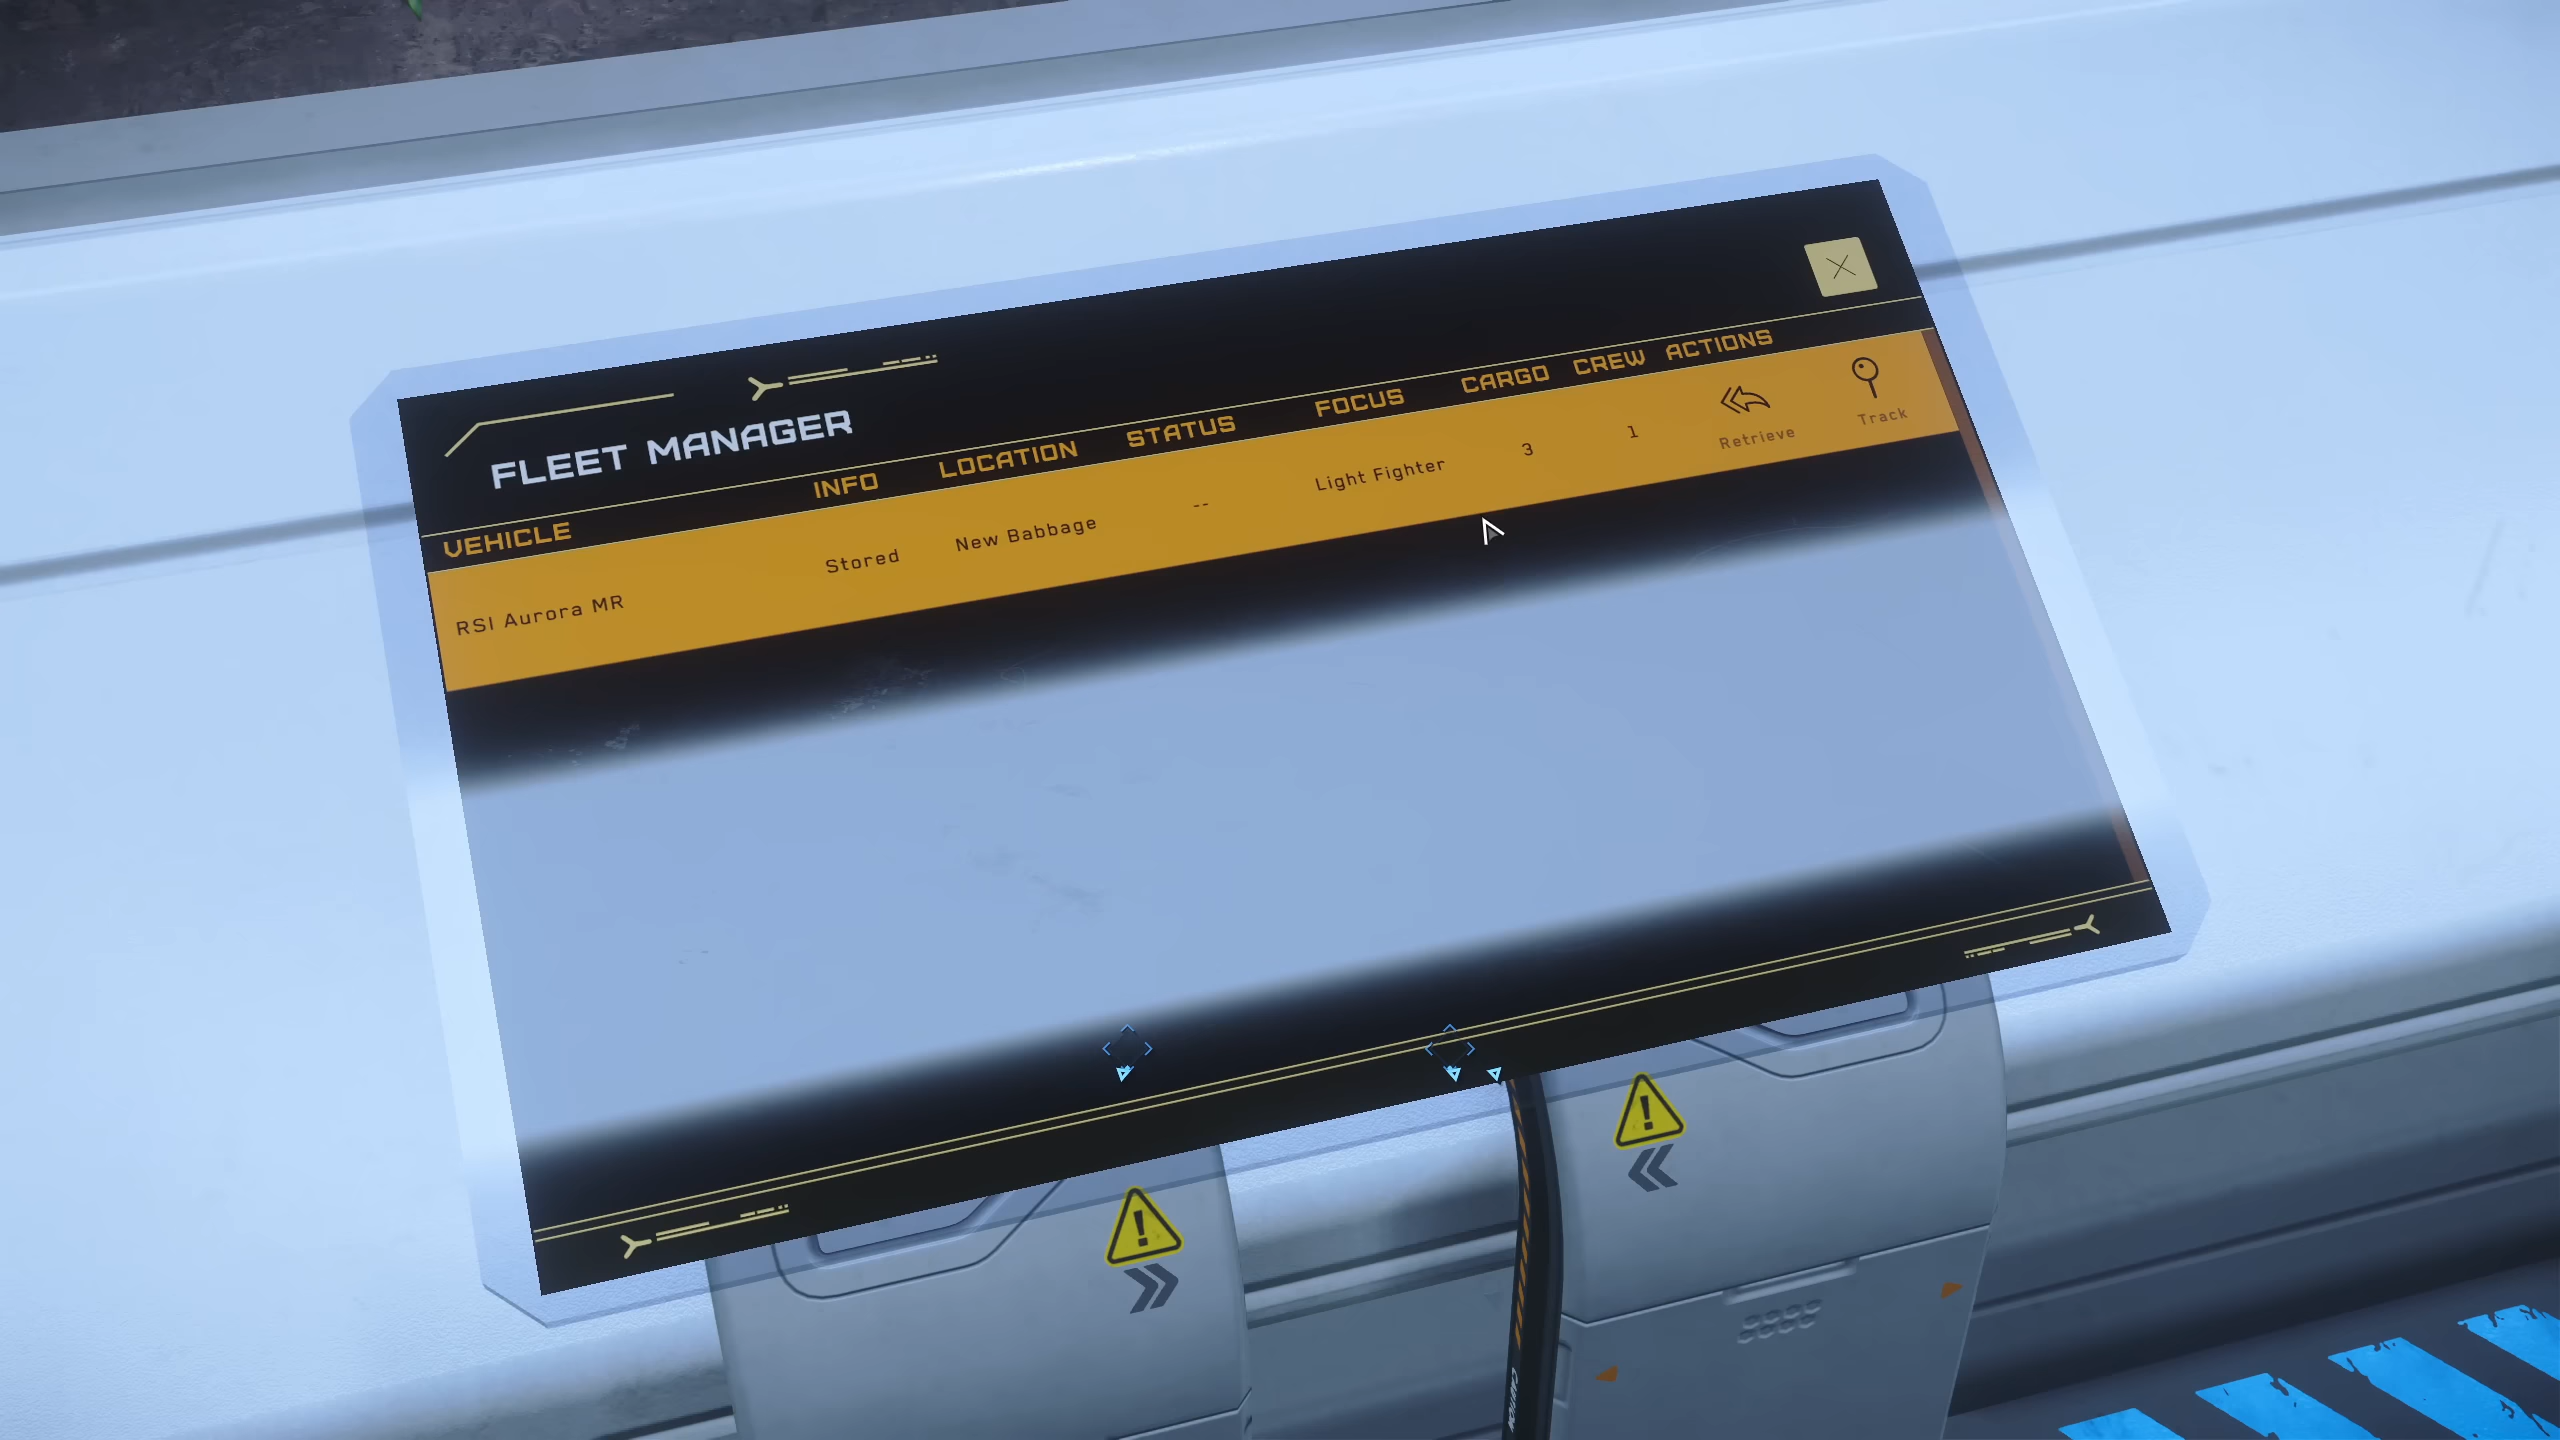 FLEET MANAGER
VEHICLE INFO LOCATION STATUS FOCUS CARGO CREW ACTIONS
RSI Aurora MR Stored New Babbage -- Light Fighter 3 1 Retrieve Track
CAUTION